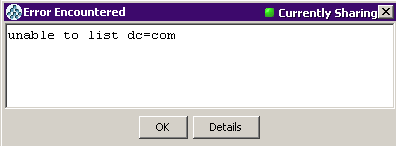 Error Encountered
Currently Sharing
unable to list dc=com
OK
Details